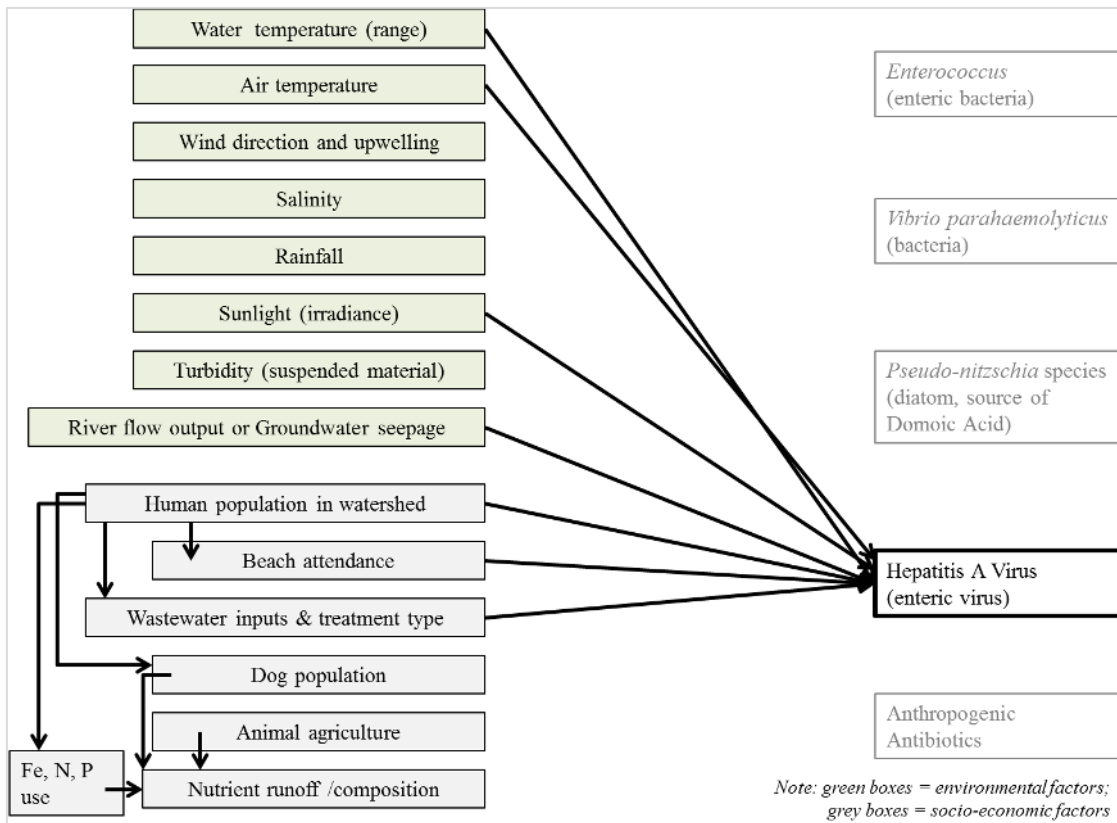 Water temperature (range)
Air temperature
Wind direction and upwelling
Salinity
Rainfall
Sunlight (irradiance)
Turbidity (suspended material)
River flow output or Groundwater seepage
Human population in watershed
Beach attendance
Wastewater inputs & treatment type
Dog population
Animal agriculture
Fe, N, P
use
Nutrient runoff /composition
Enterococcus
(enteric bacteria)
Vibrio parahaemolyticus
(bacteria)
Pseudo-nitzschia species
(diatom, source of
Domoic Acid)
Hepatitis A Virus
(enteric virus)
Anthropogenic
Antibiotics
Note: green boxes = environmental factors;
grey boxes = socio-economic factors